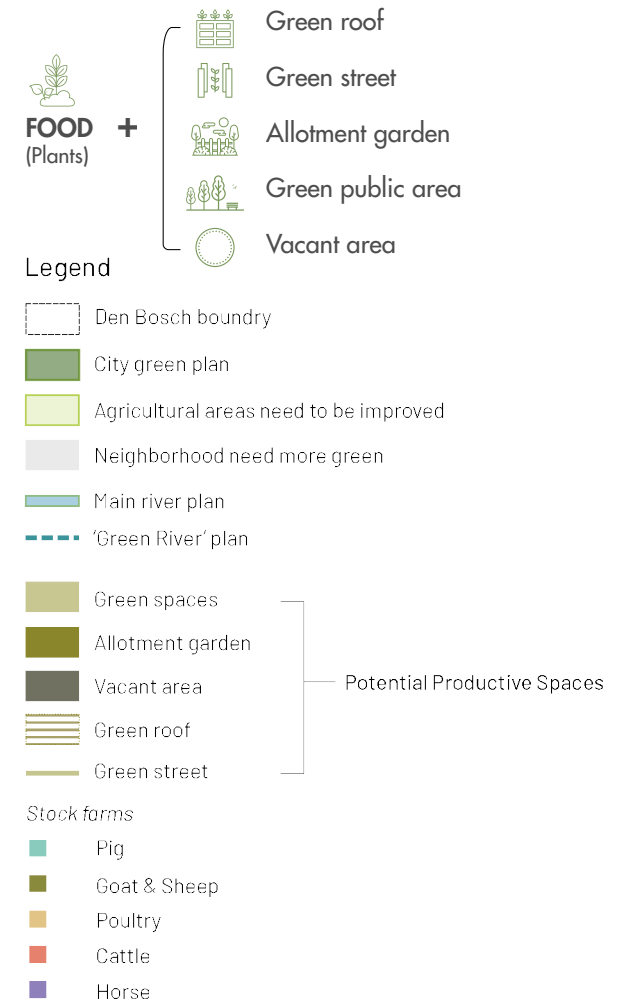 Green roof
Green street
FOOD +
(Plants)
Allotment garden
Green public area
Vacant area
Legend
Den Bosch boundry
City green plan
Agricultural areas need to be improved
Neighborhood need more green
Main river plan
'Green River' plan
Green spaces
Allotment garden
Potential Productive Spaces
Vacant area
Green roof
Green street
Stock farms
Pig
Goat & Sheep
Poultry
Cattle
Horse